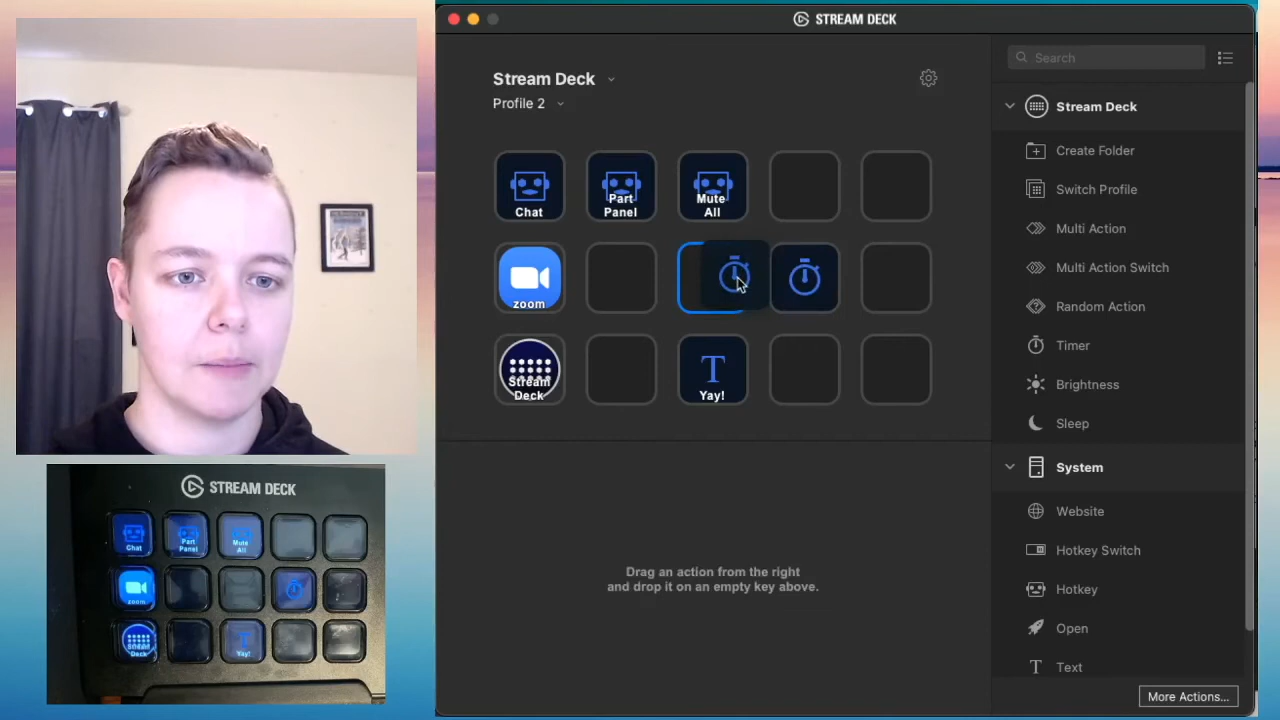 STREAM DECK
Search
Stream Deck
Profile 2
Chat
Part
Panel
Mute
All
zoom
Stream
Deck
Yay!
Drag an action from the right
and drop it on an empty key above.
Stream Deck
Create Folder
Switch Profile
Multi Action
Multi Action Switch
Random Action
Timer
Brightness
Sleep
System
Website
Hotkey Switch
Hotkey
Open
Text
More Actions...
STREAM DECK
Chat
Part
Panel
Mute
All
zoom
Stream
Deck
Yay!